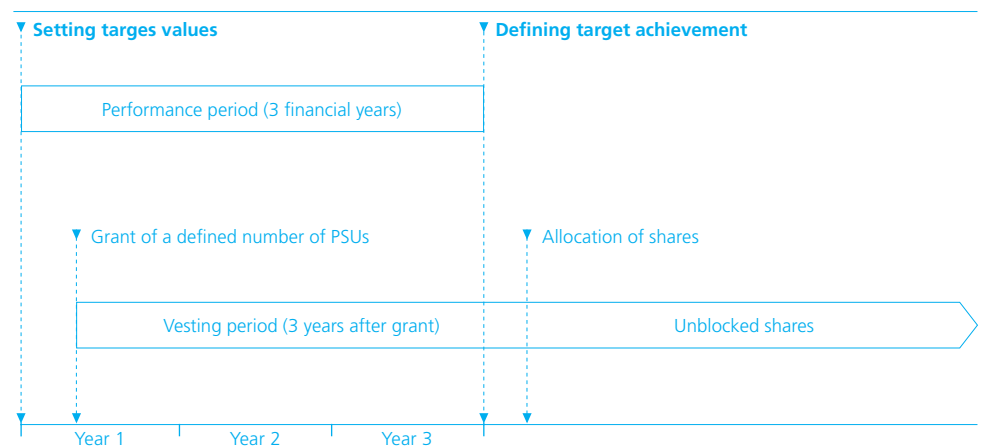 Setting targes values
Defining target achievement
Performance period (3 financial years)
Grant of a defined number of PSUs
Allocation of shares
Vesting period (3 years after grant)
Unblocked shares
Year 1
Year 2
Year 3